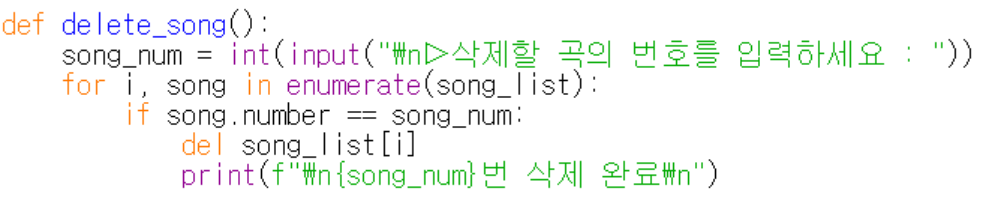 def delete_song():
    song_num = int(input("₩n▷삭제할 곡의 번호를 입력하세요 : "))
    for i, song in enumerate(song_list):
        if song.number == song_num:
            del song_list[i]
            print(f"₩n{song_num}번 삭제 완료₩n")